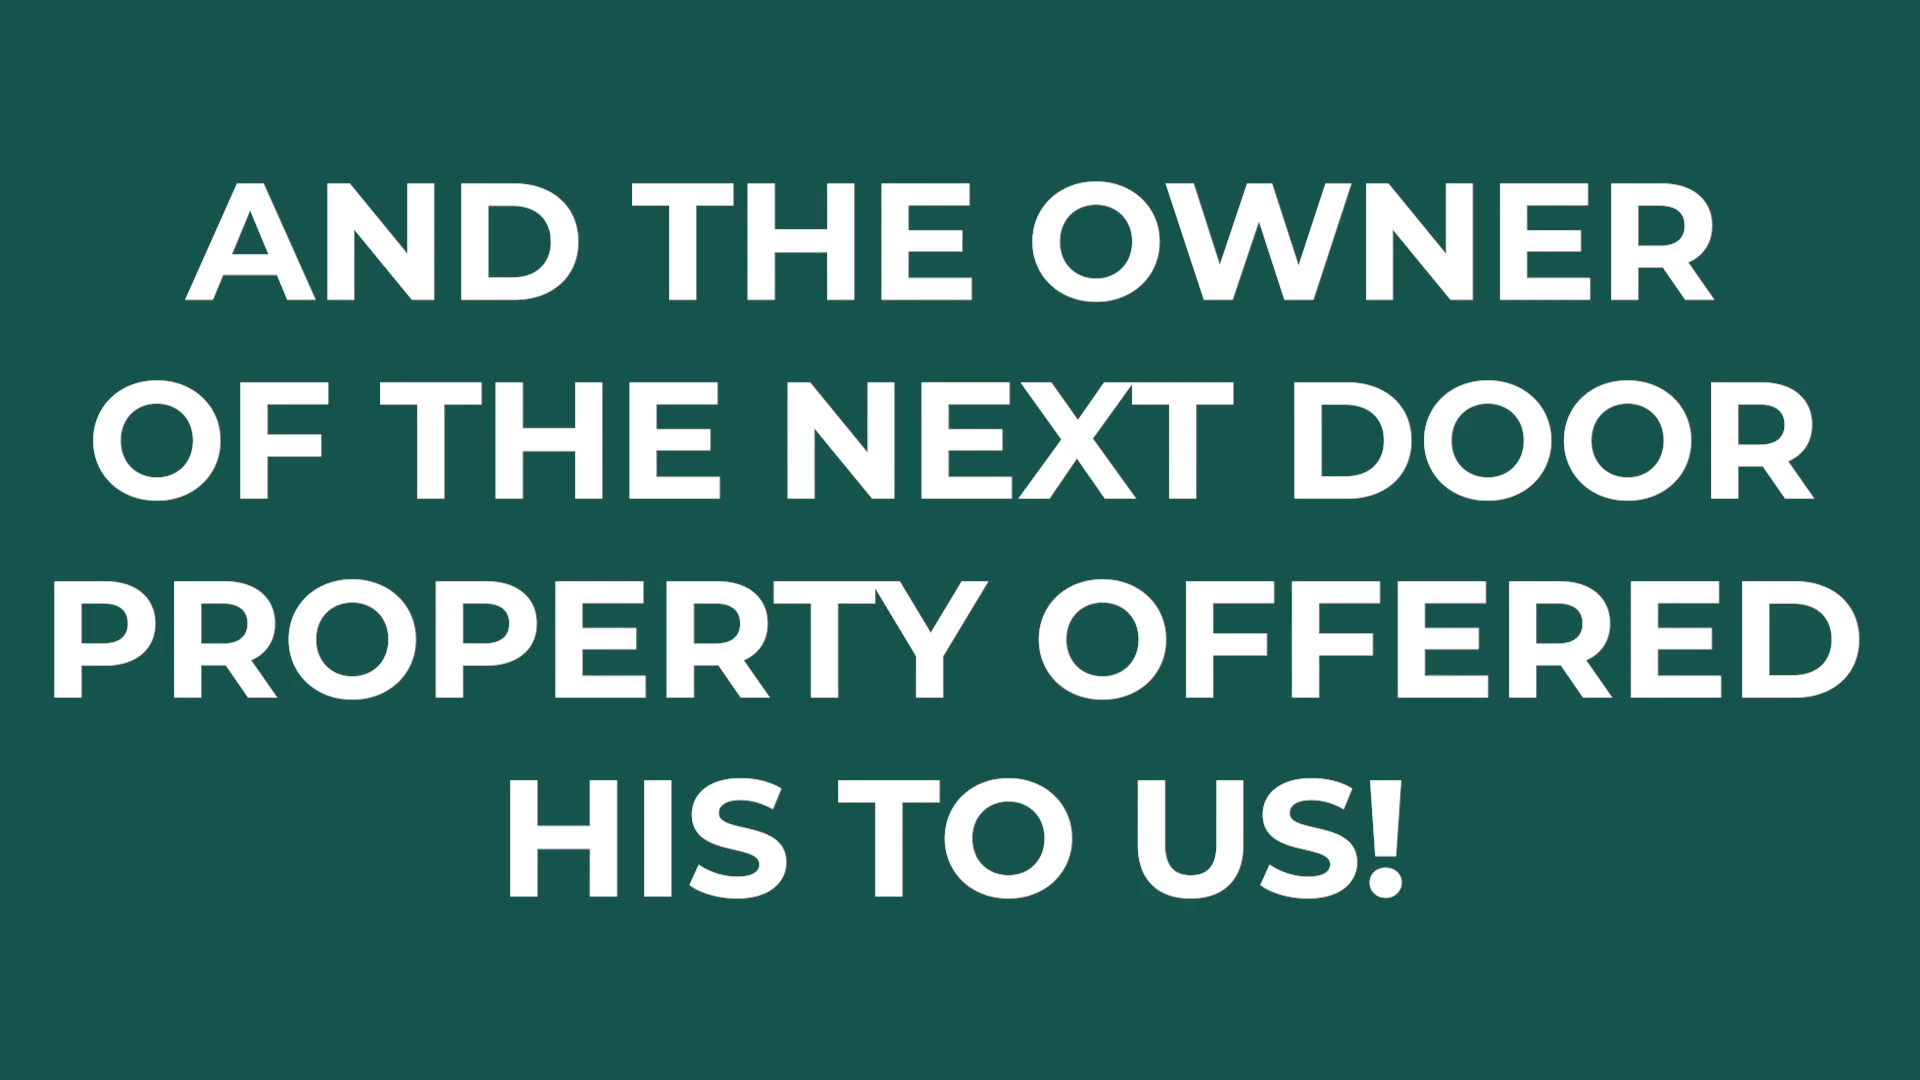 AND THE OWNER
OF THE NEXT DOOR
PROPERTY OFFERED
HIS TO US!